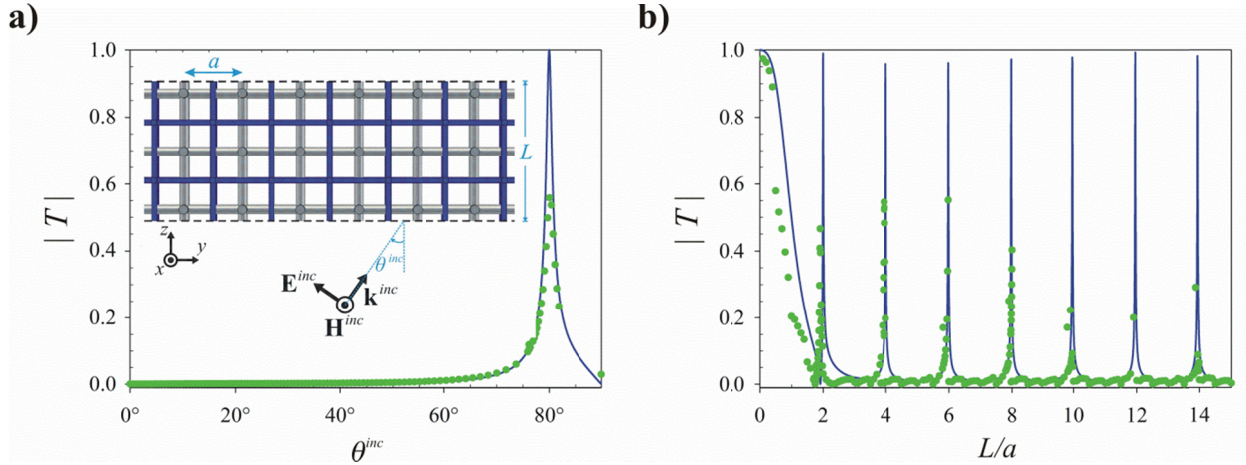 a)
b)
1.0
0.8
0.6
0.4
0.2
0.0
| T |
a
L
z
y
x
θ^inc
E^inc
k^inc
H^inc
0° 20° 40° 60° 80°
θ^inc
1.0
0.8
0.6
0.4
0.2
0.0
| T |
0 2 4 6 8 10 12 14
L/a